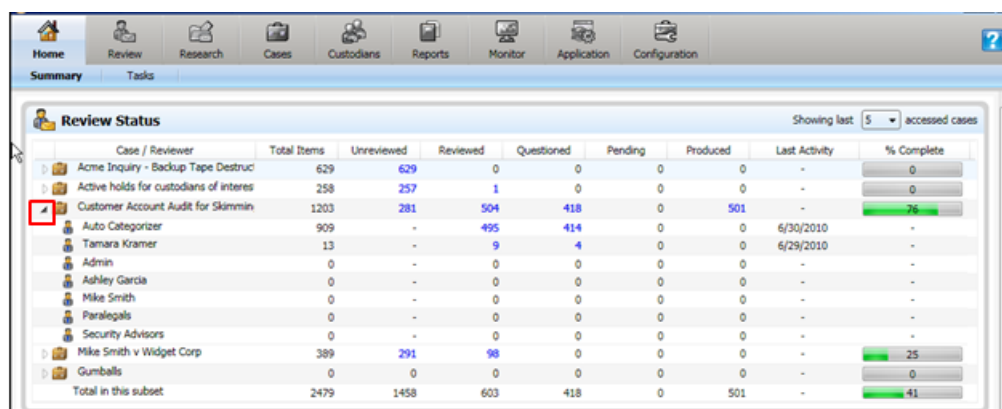 Home Review Research Cases Custodians Reports Monitor Application Configuration ?
Summary Tasks
Review Status Showing last 5 accessed cases
Case / Reviewer Total Items Unreviewed Reviewed Questioned Pending Produced Last Activity % Complete
Acme Inquiry - Backup Tape Destruct 629 629 0 0 0 0 - 0
Active holds for custodians of interes 258 257 1 0 0 0 - 0
Customer Account Audit for Skimmin 1203 281 504 418 0 501 - 76
Auto Categorizer 909 - 495 414 0 0 6/30/2010 -
Tamara Kramer 13 - 9 4 0 0 6/29/2010 -
Admin 0 - 0 0 0 0 - -
Ashley Garcia 0 - 0 0 0 0 - -
Mike Smith 0 - 0 0 0 0 - -
Paralegals 0 - 0 0 0 0 - -
Security Advisors 0 - 0 0 0 0 - -
Mike Smith v Widget Corp 389 291 98 0 0 0 - 25
Gumballs 0 0 0 0 0 0 - 0
Total in this subset 2479 1458 603 418 0 501 - 41